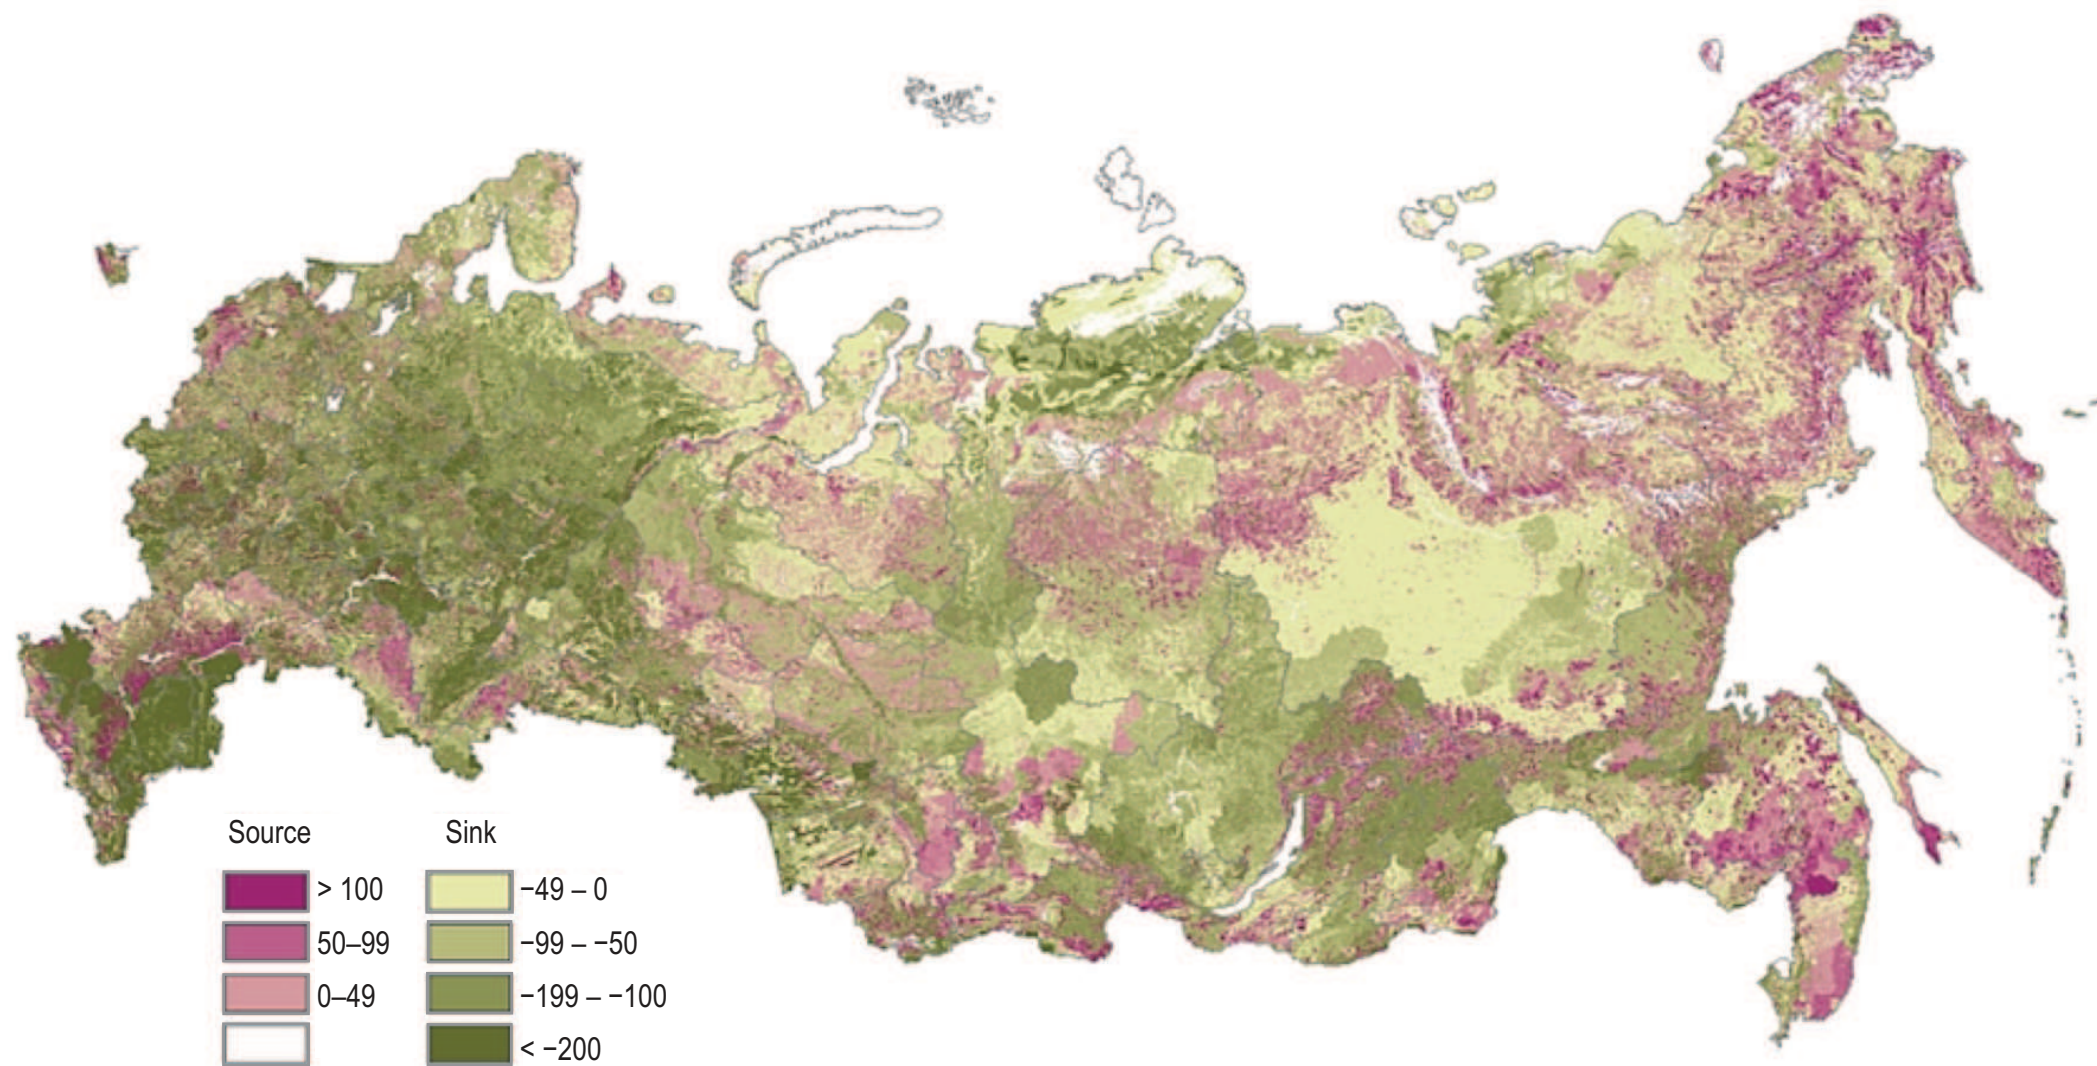 Source Sink
> 100 −49 – 0
50–99 −99 – −50
0–49 −199 – −100
< −200